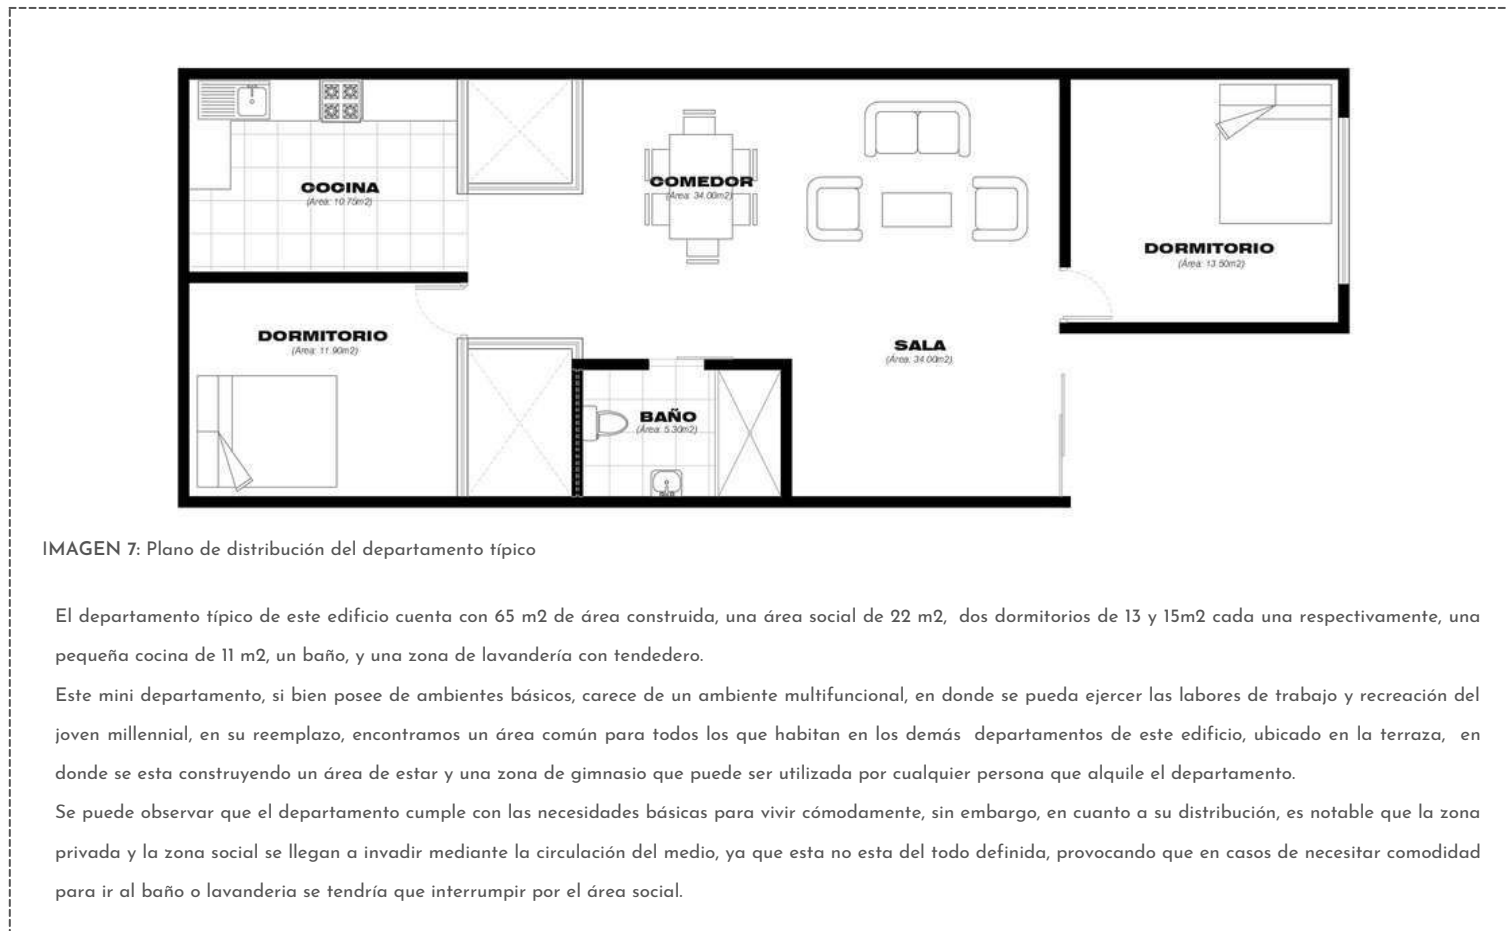 COCINA
(Área: 10.75m2)
COMEDOR
(Área: 34.00m2)
DORMITORIO
(Área: 13.50m2)
DORMITORIO
(Área: 11.90m2)
SALA
(Área: 34.00m2)
BAÑO
(Área: 5.30m2)
IMAGEN 7: Plano de distribución del departamento típico
El departamento típico de este edificio cuenta con 65 m2 de área construida, una área social de 22 m2, dos dormitorios de 13 y 15m2 cada una respectivamente, una
pequeña cocina de 11 m2, un baño, y una zona de lavandería con tendedero.
Este mini departamento, si bien posee de ambientes básicos, carece de un ambiente multifuncional, en donde se pueda ejercer las labores de trabajo y recreación del
joven millennial, en su reemplazo, encontramos un área común para todos los que habitan en los demás departamentos de este edificio, ubicado en la terraza, en
donde se esta construyendo un área de estar y una zona de gimnasio que puede ser utilizada por cualquier persona que alquile el departamento.
Se puede observar que el departamento cumple con las necesidades básicas para vivir cómodamente, sin embargo, en cuanto a su distribución, es notable que la zona
privada y la zona social se llegan a invadir mediante la circulación del medio, ya que esta no esta del todo definida, provocando que en casos de necesitar comodidad
para ir al baño o lavanderia se tendría que interrumpir por el área social.